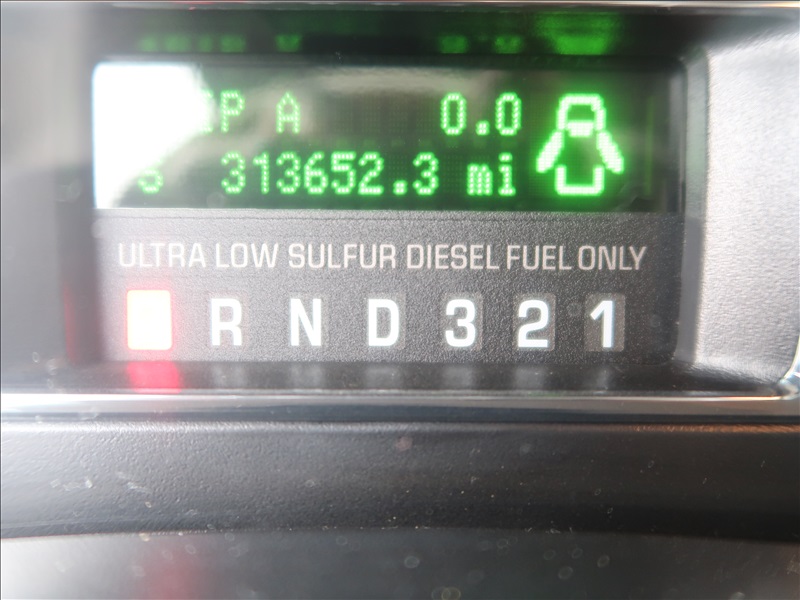 A 0.0
313652.3 mi
ULTRA LOW SULFUR DIESEL FUEL ONLY
R N D 3 2 1